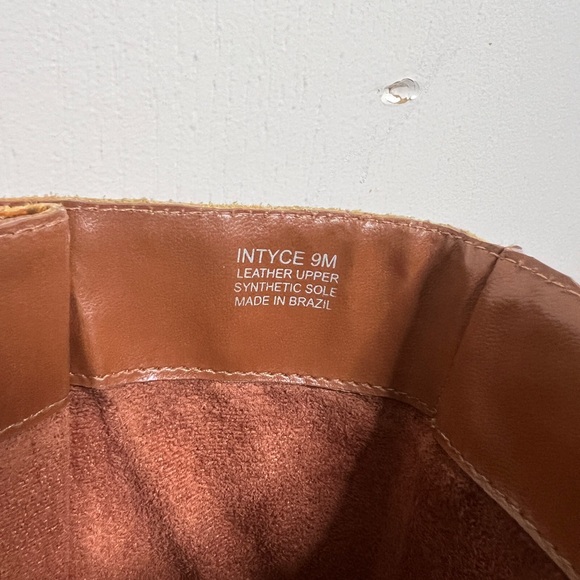 INTYCE 9M
LEATHER UPPER
SYNTHETIC SOLE
MADE IN BRAZIL